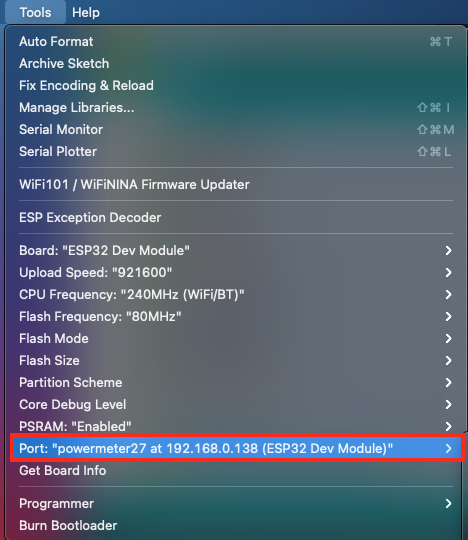 Tools Help
Auto Format ⌘ T
Archive Sketch
Fix Encoding & Reload
Manage Libraries... ⇧ ⌘ I
Serial Monitor ⇧ ⌘ M
Serial Plotter ⇧ ⌘ L
WiFi101 / WiFiNINA Firmware Updater
ESP Exception Decoder
Board: "ESP32 Dev Module"
Upload Speed: "921600"
CPU Frequency: "240MHz (WiFi/BT)"
Flash Frequency: "80MHz"
Flash Mode
Flash Size
Partition Scheme
Core Debug Level
PSRAM: "Enabled"
Port: "powermeter27 at 192.168.0.138 (ESP32 Dev Module)"
Get Board Info
Programmer
Burn Bootloader